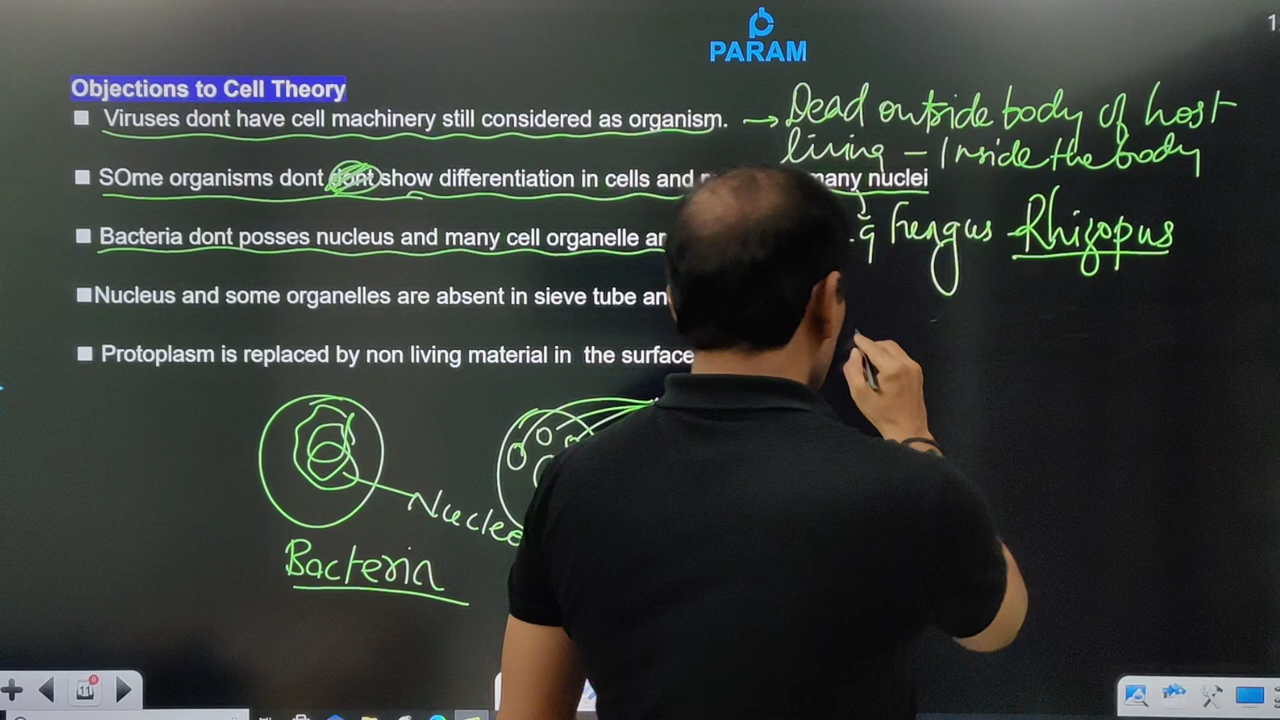 PARAM
1
Objections to Cell Theory
Viruses dont have cell machinery still considered as organism. → Dead outside body of host
living - Inside the body
SOme organisms dont dont show differentiation in cells and many nuclei
Fungus Rhizopus
Bacteria dont posses nucleus and many cell organelle
Nucleus and some organelles are absent in sieve tube
Protoplasm is replaced by non living material in the surface
Bacteria
11